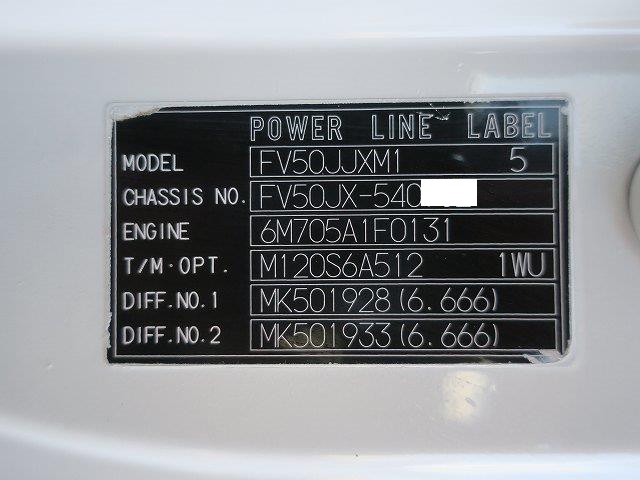 POWER LINE LABEL
MODEL FV50JJXM1 5
CHASSIS NO. FV50JX-540
ENGINE 6M705A1F0131
T/M·OPT. M120S6A512 1WU
DIFF.NO.1 MK501928(6.666)
DIFF.NO.2 MK501933(6.666)